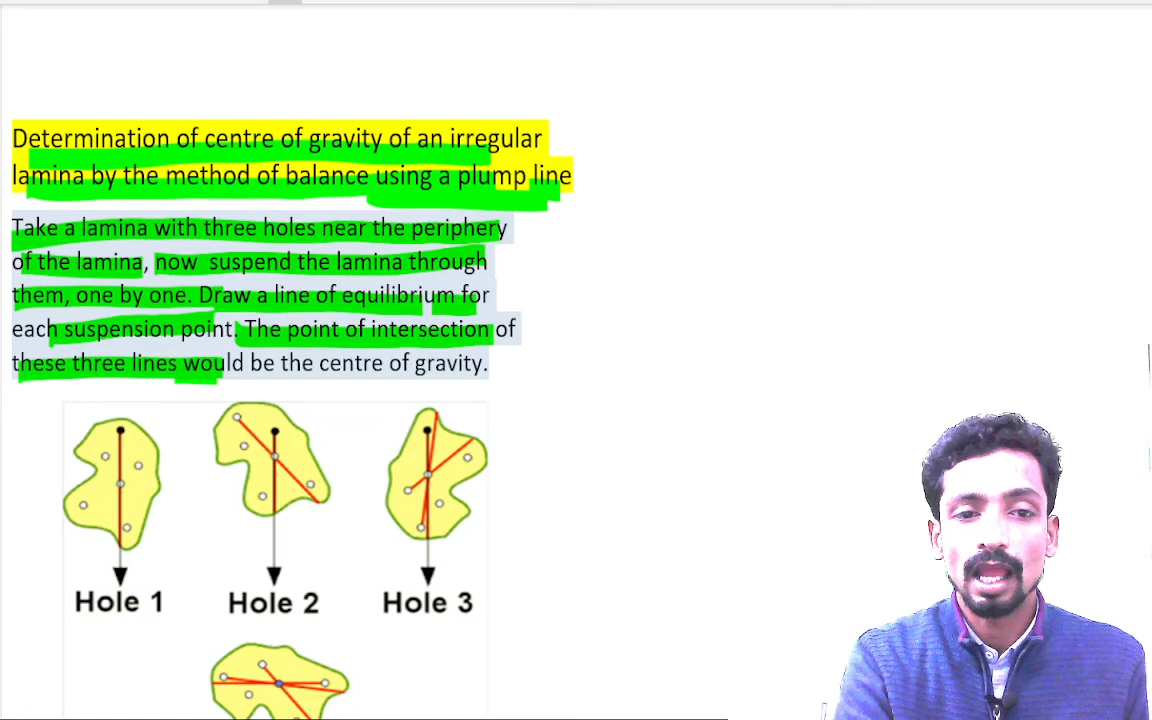 Determination of centre of gravity of an irregular
lamina by the method of balance using a plump line
Take a lamina with three holes near the periphery
of the lamina, now suspend the lamina through
them, one by one. Draw a line of equilibrium for
each suspension point. The point of intersection of
these three lines would be the centre of gravity.
Hole 1 Hole 2 Hole 3